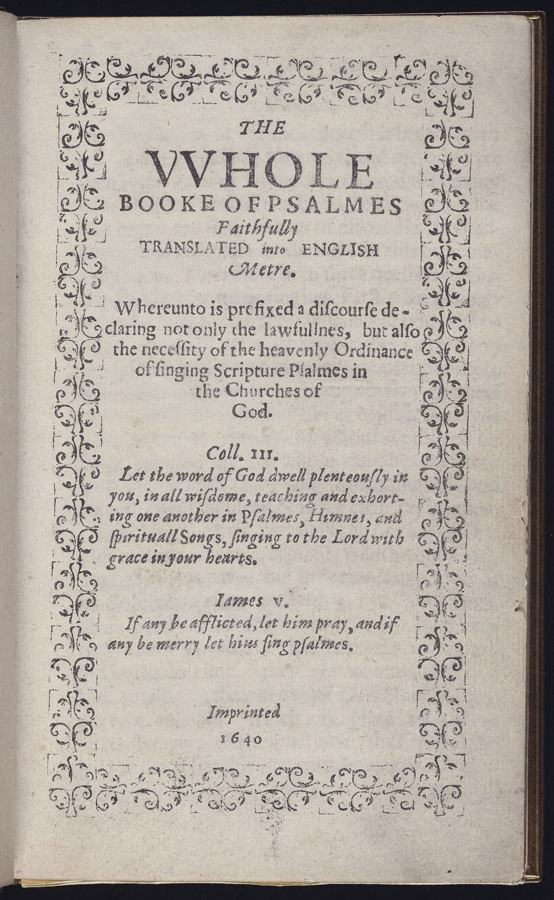 THE
VVHOLE
BOOKE OF PSALMES
Faithfully
TRANSLATED into ENGLISH
Metre.
Whereunto is prefixed a discourse de-
claring not only the lawfullnes, but also
the necessity of the heavenly Ordinance
of singing Scripture Psalmes in
the Churches of
God.
Coll. III.
Let the word of God dwell plenteously in
you, in all wisdome, teaching and exhort-
ing one another in Psalmes, Himnes, and
spirituall Songs, singing to the Lord with
grace in your hearts.
Iames v.
If any be afflicted, let him pray, and if
any be merry let him sing psalmes.
Imprinted
1640